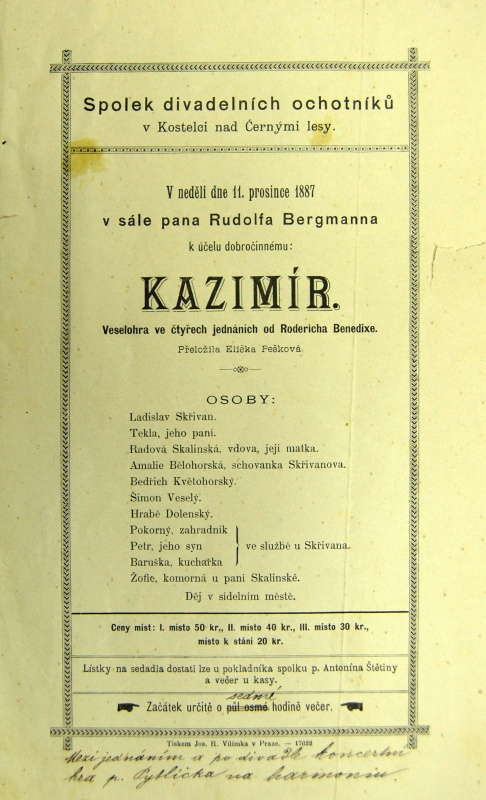 Spolek divadelních ochotníků
v Kostelci nad Černými lesy.
V neděli dne 11. prosince 1887
v sále pana Rudolfa Bergmanna
k účelu dobročinnému:
KAZIMÍR.
Veselohra ve čtyřech jednáních od Rodericha Benedixe.
Přeložila Eliška Pešková.
OSOBY:
Ladislav Skřivan.
Tekla, jeho paní.
Radová Skalinská, vdova, její matka.
Amalie Bělohorská, schovanka Skřivanova.
Bedřich Květohorský.
Šimon Veselý.
Hrabě Dolenský.
Pokorný, zahradník
Petr, jeho syn ve službě u Skřivana.
Baruška, kuchařka
Žofie, komorná u paní Skalinské.
Děj v sídelním městě.
Ceny míst: I. místo 50 kr., II. místo 40 kr., III. místo 30 kr.,
místo k stání 20 kr.
Lístky na sedadla dostati lze u pokladníka spolku p. Antonína Štětiny
a večer u kasy.
sedmé
Začátek určitě o půl osmé hodině večer.
Tiskem Jos. R. Vilímka v Praze. — 17632
Mezi jednáním a po divadle koncertní
hra p. na harmoniu.